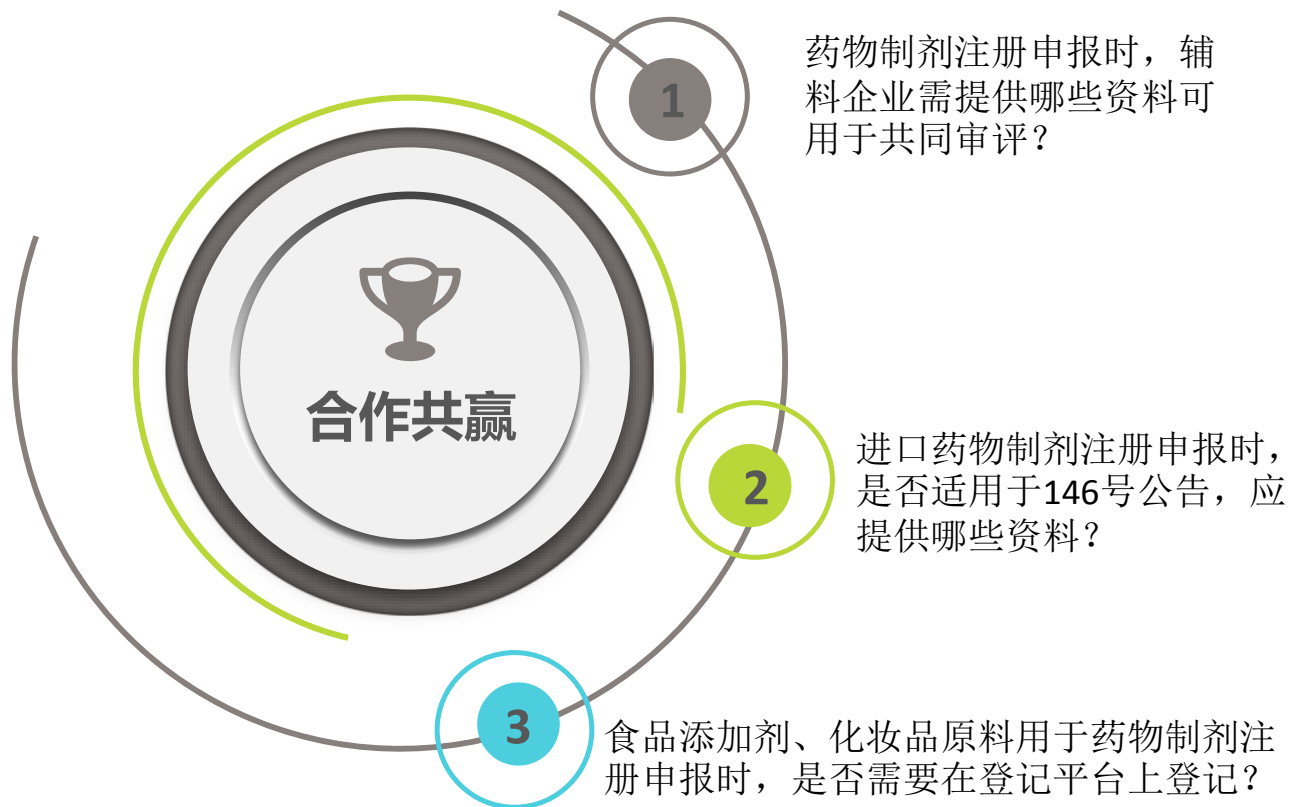 1
药物制剂注册申报时，辅
料企业需提供哪些资料可
用于共同审评？
合作共赢
2
进口药物制剂注册申报时，
是否适用于146号公告，应
提供哪些资料？
3
食品添加剂、化妆品原料用于药物制剂注
册申报时，是否需要在登记平台上登记？